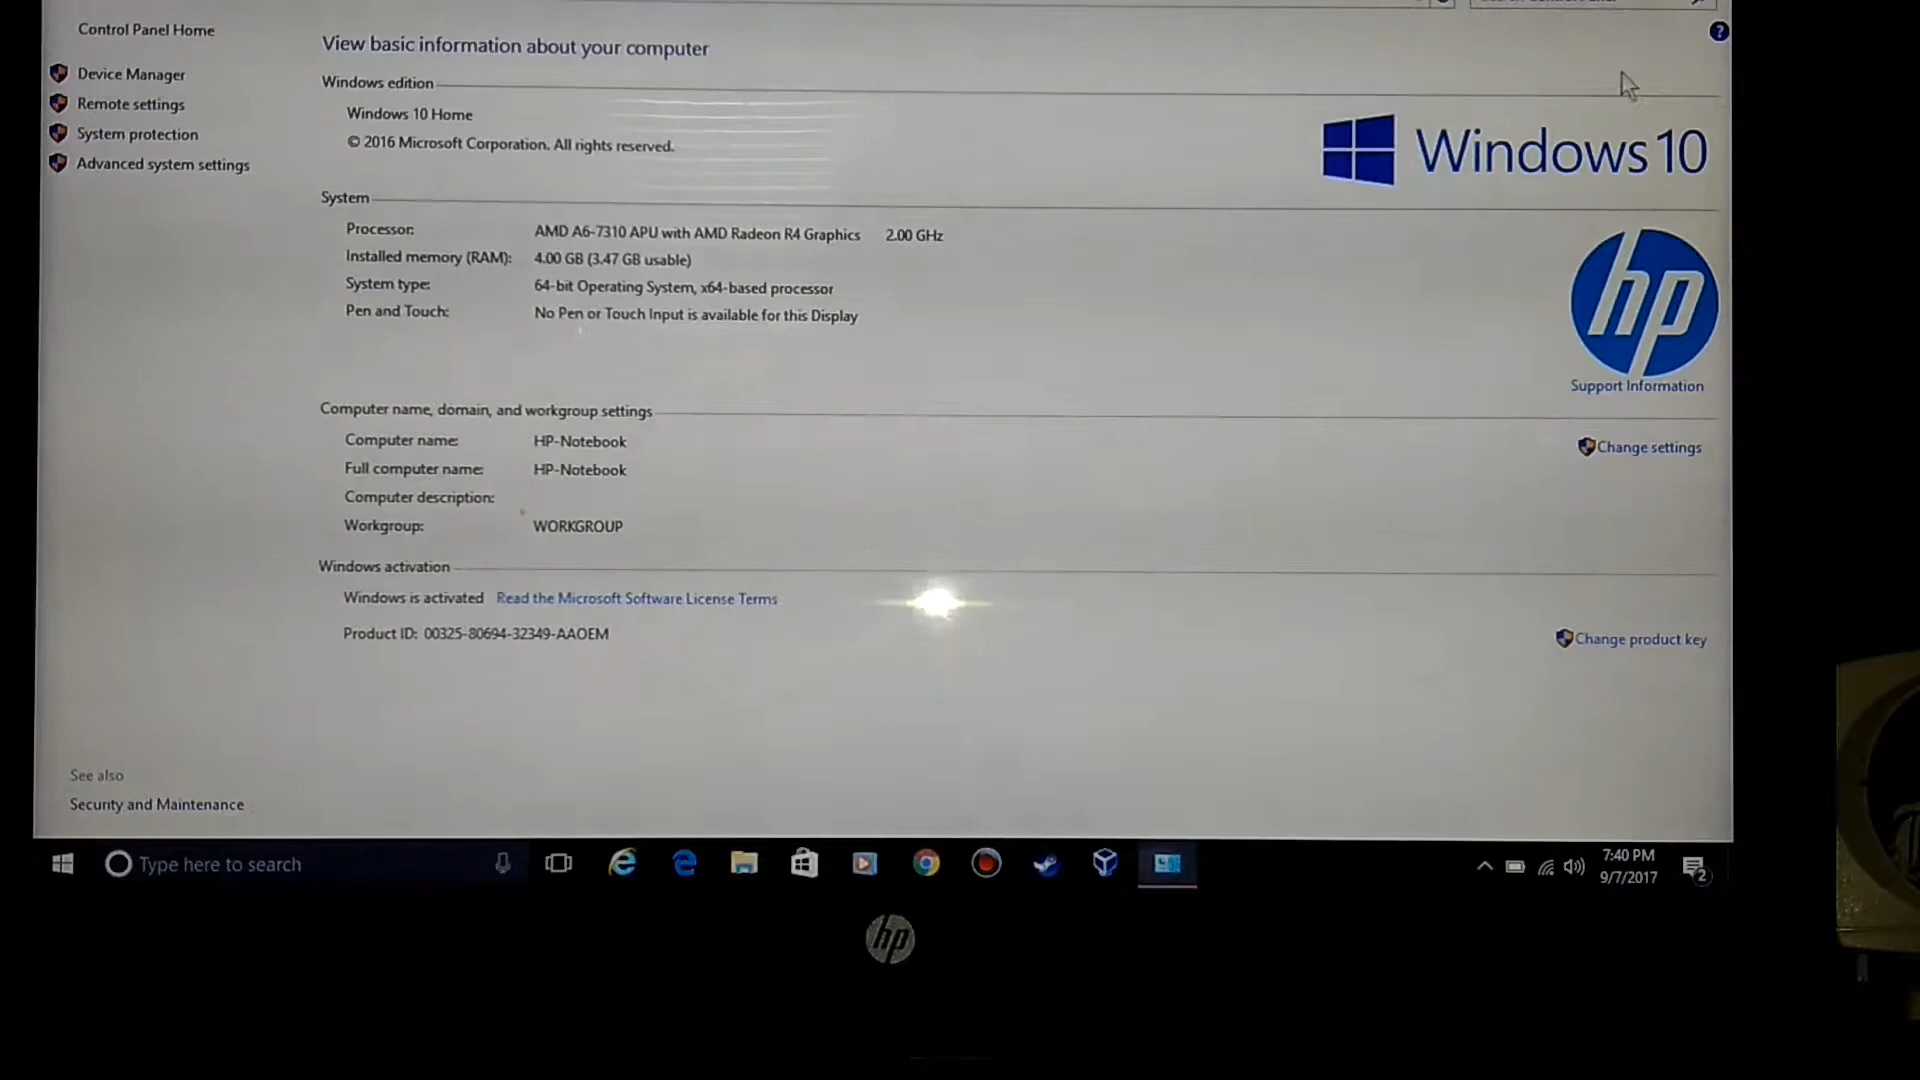 Control Panel Home
Device Manager
Remote settings
System protection
Advanced system settings
See also
Security and Maintenance
?
View basic information about your computer
Windows edition
Windows 10 Home
© 2016 Microsoft Corporation. All rights reserved.
Windows 10
System
Processor: AMD A6-7310 APU with AMD Radeon R4 Graphics 2.00 GHz
Installed memory (RAM): 4.00 GB (3.47 GB usable)
System type: 64-bit Operating System, x64-based processor
Pen and Touch: No Pen or Touch Input is available for this Display
hp
Support Information
Computer name, domain, and workgroup settings
Computer name: HP-Notebook
Change settings
Full computer name: HP-Notebook
Computer description:
Workgroup: WORKGROUP
Windows activation
Windows is activated Read the Microsoft Software License Terms
Product ID: 00325-80694-32349-AAOEM
Change product key
Type here to search
7:40 PM
9/7/2017
2
hp